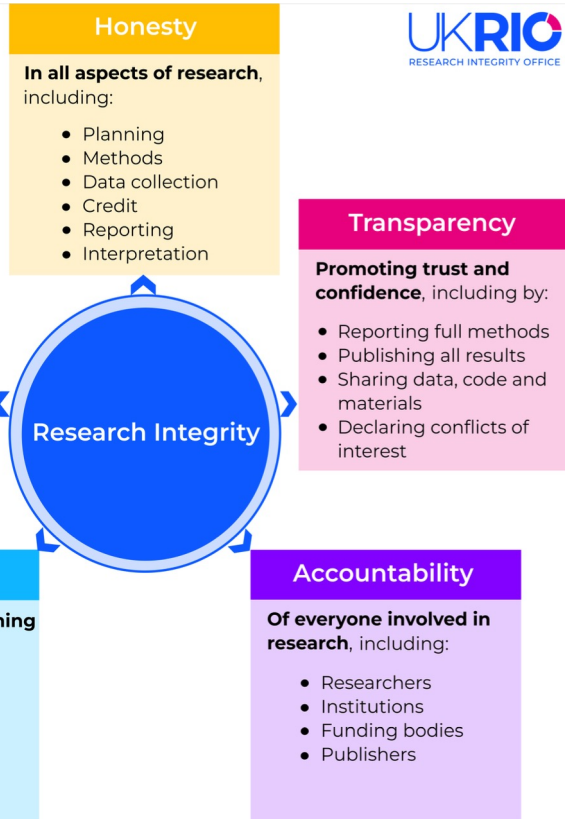 Honesty
UKRIO
RESEARCH INTEGRITY OFFICE
In all aspects of research,
including:
• Planning
• Methods
• Data collection
• Credit
• Reporting
• Interpretation
Transparency
Promoting trust and
confidence, including by:
• Reporting full methods
• Publishing all results
• Sharing data, code and
materials
• Declaring conflicts of
interest
Research Integrity
Accountability
Of everyone involved in
research, including:
• Researchers
• Institutions
• Funding bodies
• Publishers